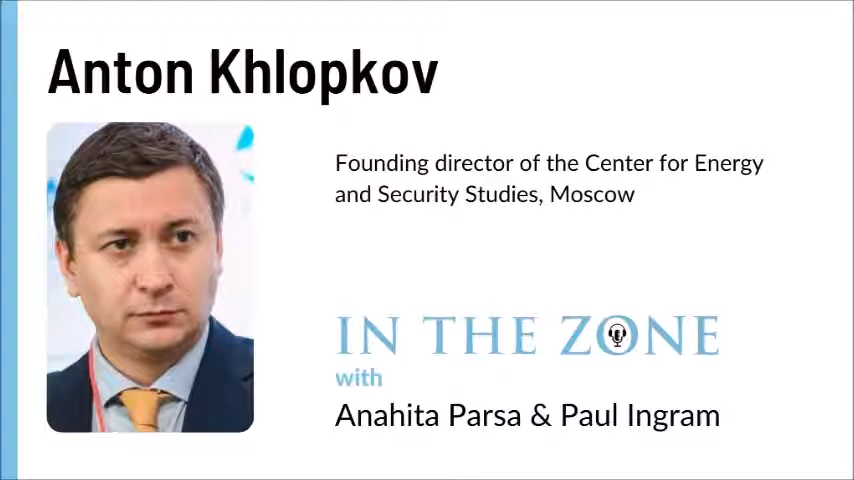 Anton Khlopkov
Founding director of the Center for Energy
and Security Studies, Moscow
IN THE ZONE
with
Anahita Parsa & Paul Ingram